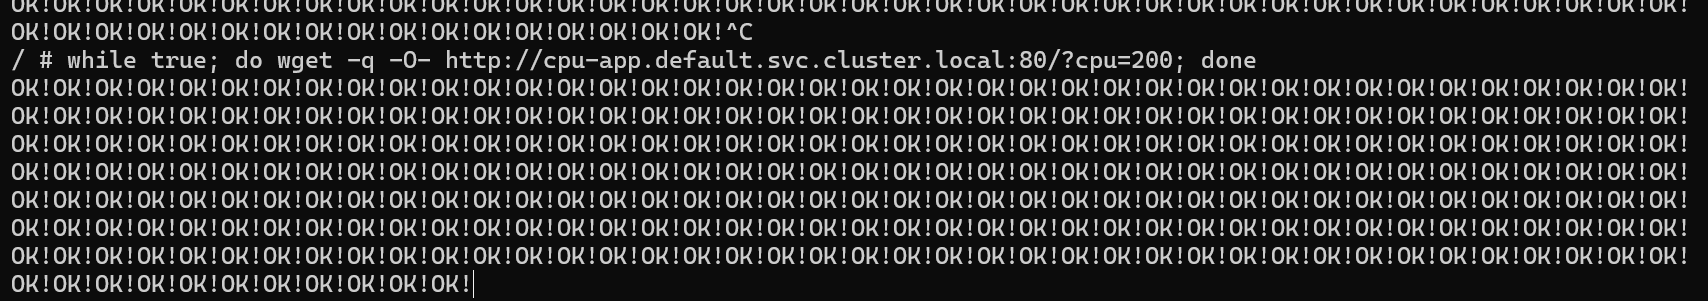 OK!OK!OK!OK!OK!OK!OK!OK!OK!OK!OK!OK!OK!OK!OK!OK!OK!OK!OK!OK!OK!OK!OK!OK!OK!OK!OK!OK!OK!OK!OK!OK!OK!OK!OK!OK!OK!OK!OK!OK!
OK!OK!OK!OK!OK!OK!OK!OK!OK!OK!OK!OK!OK!OK!OK!OK!OK!^C
/ # while true; do wget -q -O- http://cpu-app.default.svc.cluster.local:80/?cpu=200; done
OK!OK!OK!OK!OK!OK!OK!OK!OK!OK!OK!OK!OK!OK!OK!OK!OK!OK!OK!OK!OK!OK!OK!OK!OK!OK!OK!OK!OK!OK!OK!OK!OK!OK!OK!OK!OK!OK!OK!OK!
OK!OK!OK!OK!OK!OK!OK!OK!OK!OK!OK!OK!OK!OK!OK!OK!OK!OK!OK!OK!OK!OK!OK!OK!OK!OK!OK!OK!OK!OK!OK!OK!OK!OK!OK!OK!OK!OK!OK!OK!
OK!OK!OK!OK!OK!OK!OK!OK!OK!OK!OK!OK!OK!OK!OK!OK!OK!OK!OK!OK!OK!OK!OK!OK!OK!OK!OK!OK!OK!OK!OK!OK!OK!OK!OK!OK!OK!OK!OK!OK!
OK!OK!OK!OK!OK!OK!OK!OK!OK!OK!OK!OK!OK!OK!OK!OK!OK!OK!OK!OK!OK!OK!OK!OK!OK!OK!OK!OK!OK!OK!OK!OK!OK!OK!OK!OK!OK!OK!OK!OK!
OK!OK!OK!OK!OK!OK!OK!OK!OK!OK!OK!OK!OK!OK!OK!OK!OK!OK!OK!OK!OK!OK!OK!OK!OK!OK!OK!OK!OK!OK!OK!OK!OK!OK!OK!OK!OK!OK!OK!OK!
OK!OK!OK!OK!OK!OK!OK!OK!OK!OK!OK!OK!OK!OK!OK!OK!OK!OK!OK!OK!OK!OK!OK!OK!OK!OK!OK!OK!OK!OK!OK!OK!OK!OK!OK!OK!OK!OK!OK!OK!
OK!OK!OK!OK!OK!OK!OK!OK!OK!OK!OK!OK!OK!OK!OK!OK!OK!OK!OK!OK!OK!OK!OK!OK!OK!OK!OK!OK!OK!OK!OK!OK!OK!OK!OK!OK!OK!OK!OK!OK!
OK!OK!OK!OK!OK!OK!OK!OK!OK!OK!OK!